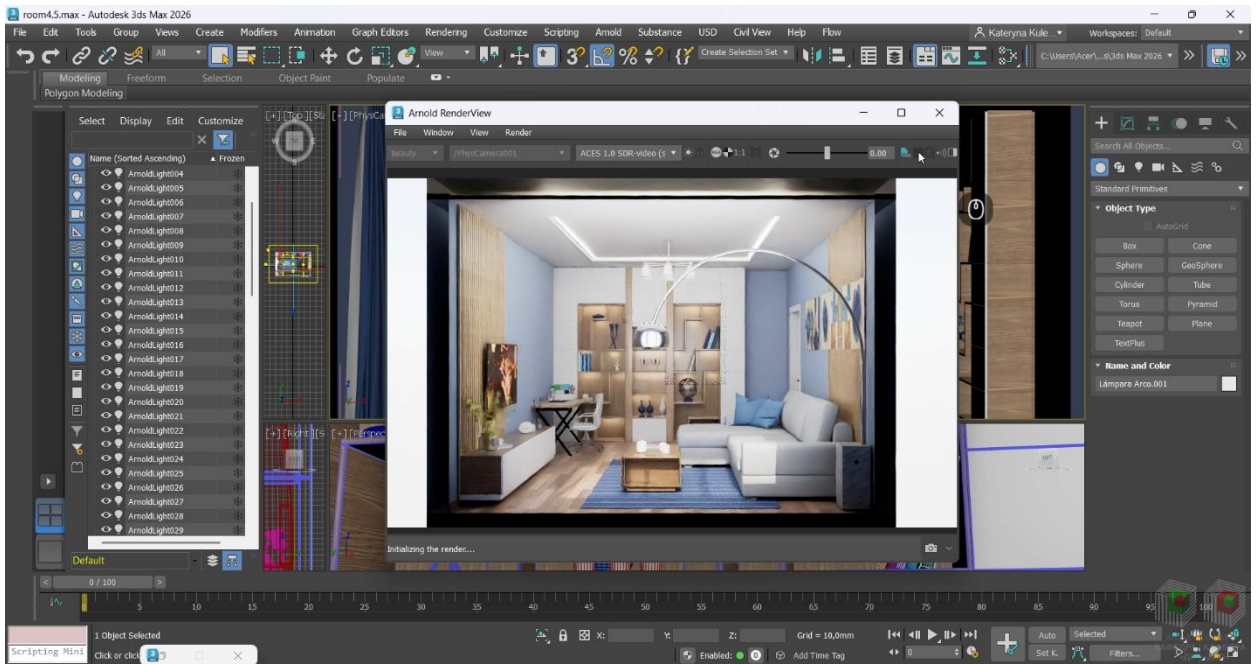 room4.5.max - Autodesk 3ds Max 2026
File Edit Tools Group Views Create Modifiers Animation Graph Editors Rendering Customize Scripting Arnold Substance USD Civil View Help Flow
Kateryna Kule... Workspaces: Default
All View Create Selection Set C:\Users\Acer\...s\3ds Max 2026
Modeling Freeform Selection Object Paint Populate
Polygon Modeling
Select Display Edit Customize
Name (Sorted Ascending) Frozen
ArnoldLight004
ArnoldLight005
ArnoldLight006
ArnoldLight007
ArnoldLight008
ArnoldLight009
ArnoldLight010
ArnoldLight011
ArnoldLight012
ArnoldLight013
ArnoldLight014
ArnoldLight015
ArnoldLight016
ArnoldLight017
ArnoldLight018
ArnoldLight019
ArnoldLight020
ArnoldLight021
ArnoldLight022
ArnoldLight023
ArnoldLight024
ArnoldLight025
ArnoldLight026
ArnoldLight027
ArnoldLight028
ArnoldLight029
Default
[+] [Top] [St
[+] [PhysCa
[+] [Right] [S
[+] [Perspec
Arnold RenderView
File Window View Render
Beauty /PhysCamera001 ACES 1.0 SDR-video (s 1:1 0.00
Initializing the render....
Search All Objects...
Standard Primitives
Object Type
AutoGrid
Box Cone
Sphere GeoSphere
Cylinder Tube
Torus Pyramid
Teapot Plane
TextPlus
Name and Color
Lámpara Arco.001
0 / 100
5 10 15 20 25 30 35 40 45 50 55 60 65 70 75 80 85 90 95 100
1 Object Selected X: Y: Z: Grid = 10,0mm Auto Selected
Scripting Mini Click or click Enabled: 0 Add Time Tag 0 Set K. Filters...